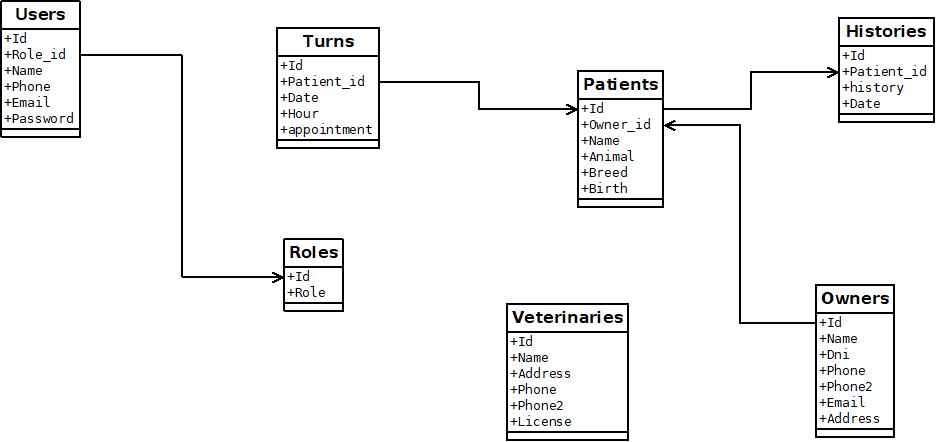 Users
+Id
+Role_id
+Name
+Phone
+Email
+Password
Turns
+Id
+Patient_id
+Date
+Hour
+appointment
Patients
+Id
+Owner_id
+Name
+Animal
+Breed
+Birth
Histories
+Id
+Patient_id
+history
+Date
Roles
+Id
+Role
Veterinaries
+Id
+Name
+Address
+Phone
+Phone2
+License
Owners
+Id
+Name
+Dni
+Phone
+Phone2
+Email
+Address